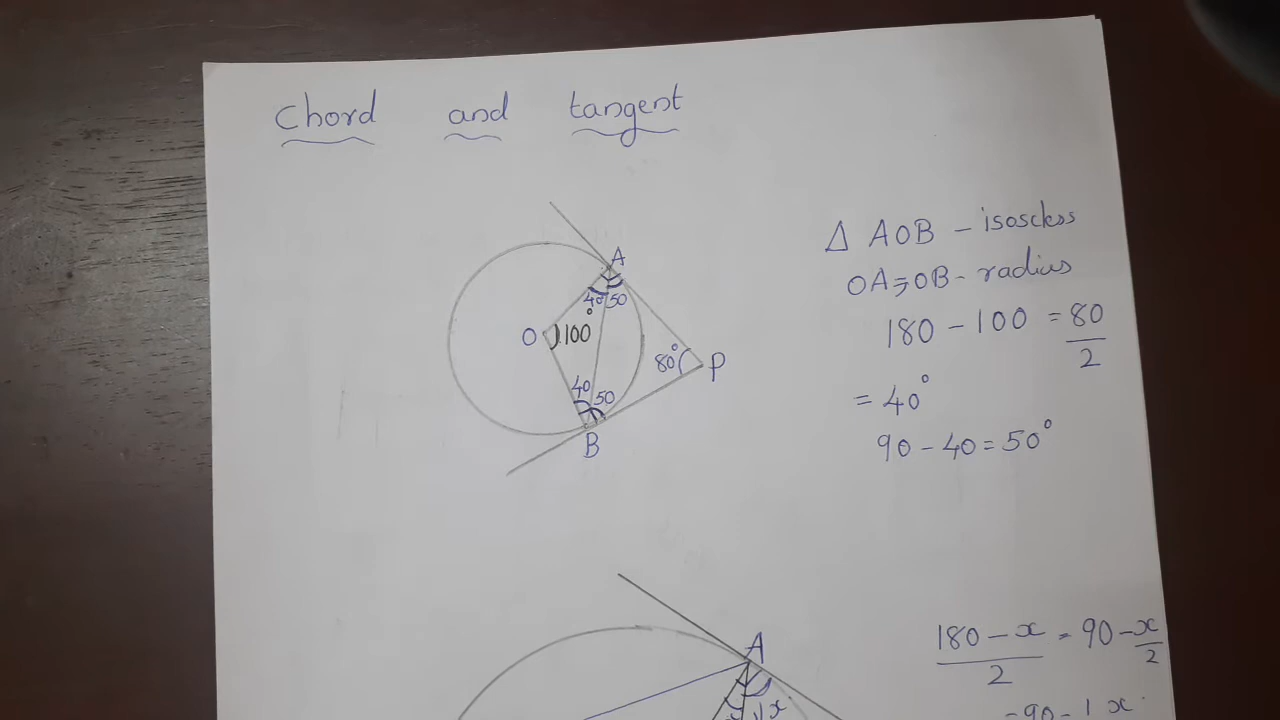 Chord and tangent
A
40 50
O 100°
80° P
40 50
B
△ AOB - isosceless
OA = OB - radius
180 - 100 = 80/2
= 40°
90 - 40 = 50°
A
x
180 - x/2 = 90 - x/2